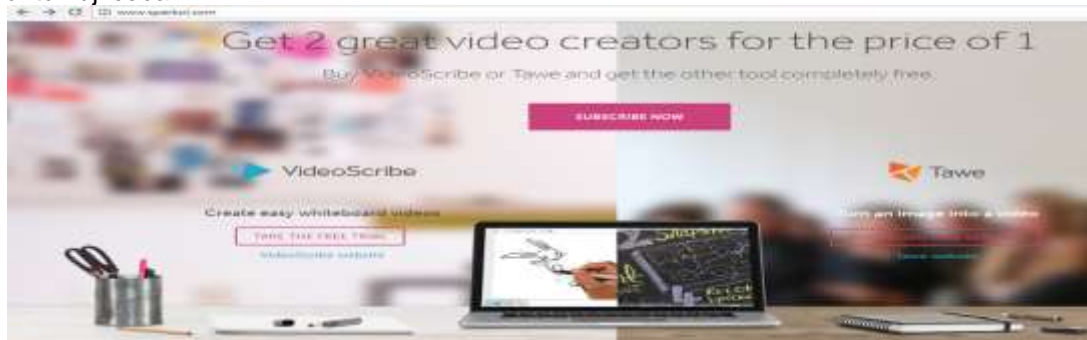 www.sparkol.com
Get 2 great video creators for the price of 1
Buy VideoScribe or Tawe and get the other tool completely free.
SUBSCRIBE NOW
VideoScribe
Tawe
Create easy whiteboard videos
Turn an image into a video
TAKE THE FREE TRIAL
VideoScribe website
Tawe website